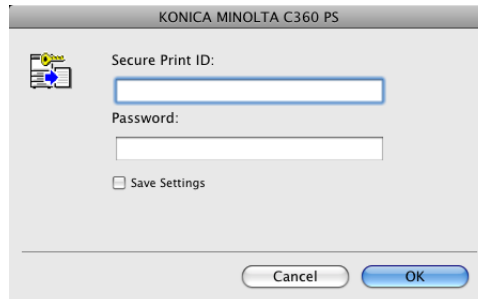 KONICA MINOLTA C360 PS
Secure Print ID:
Password:
Save Settings
Cancel OK